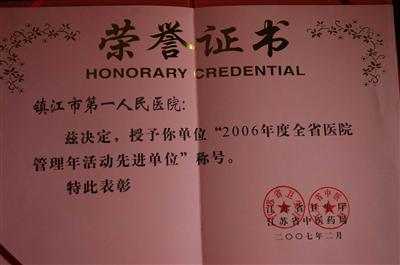 荣誉证书
HONORARY CREDENTIAL
镇江市第一人民医院：
兹决定，授予你单位“2006年度全省医院
管理年活动先进单位”称号。
特此表彰
江苏省卫生厅
江苏省中医药局
二〇〇七年二月